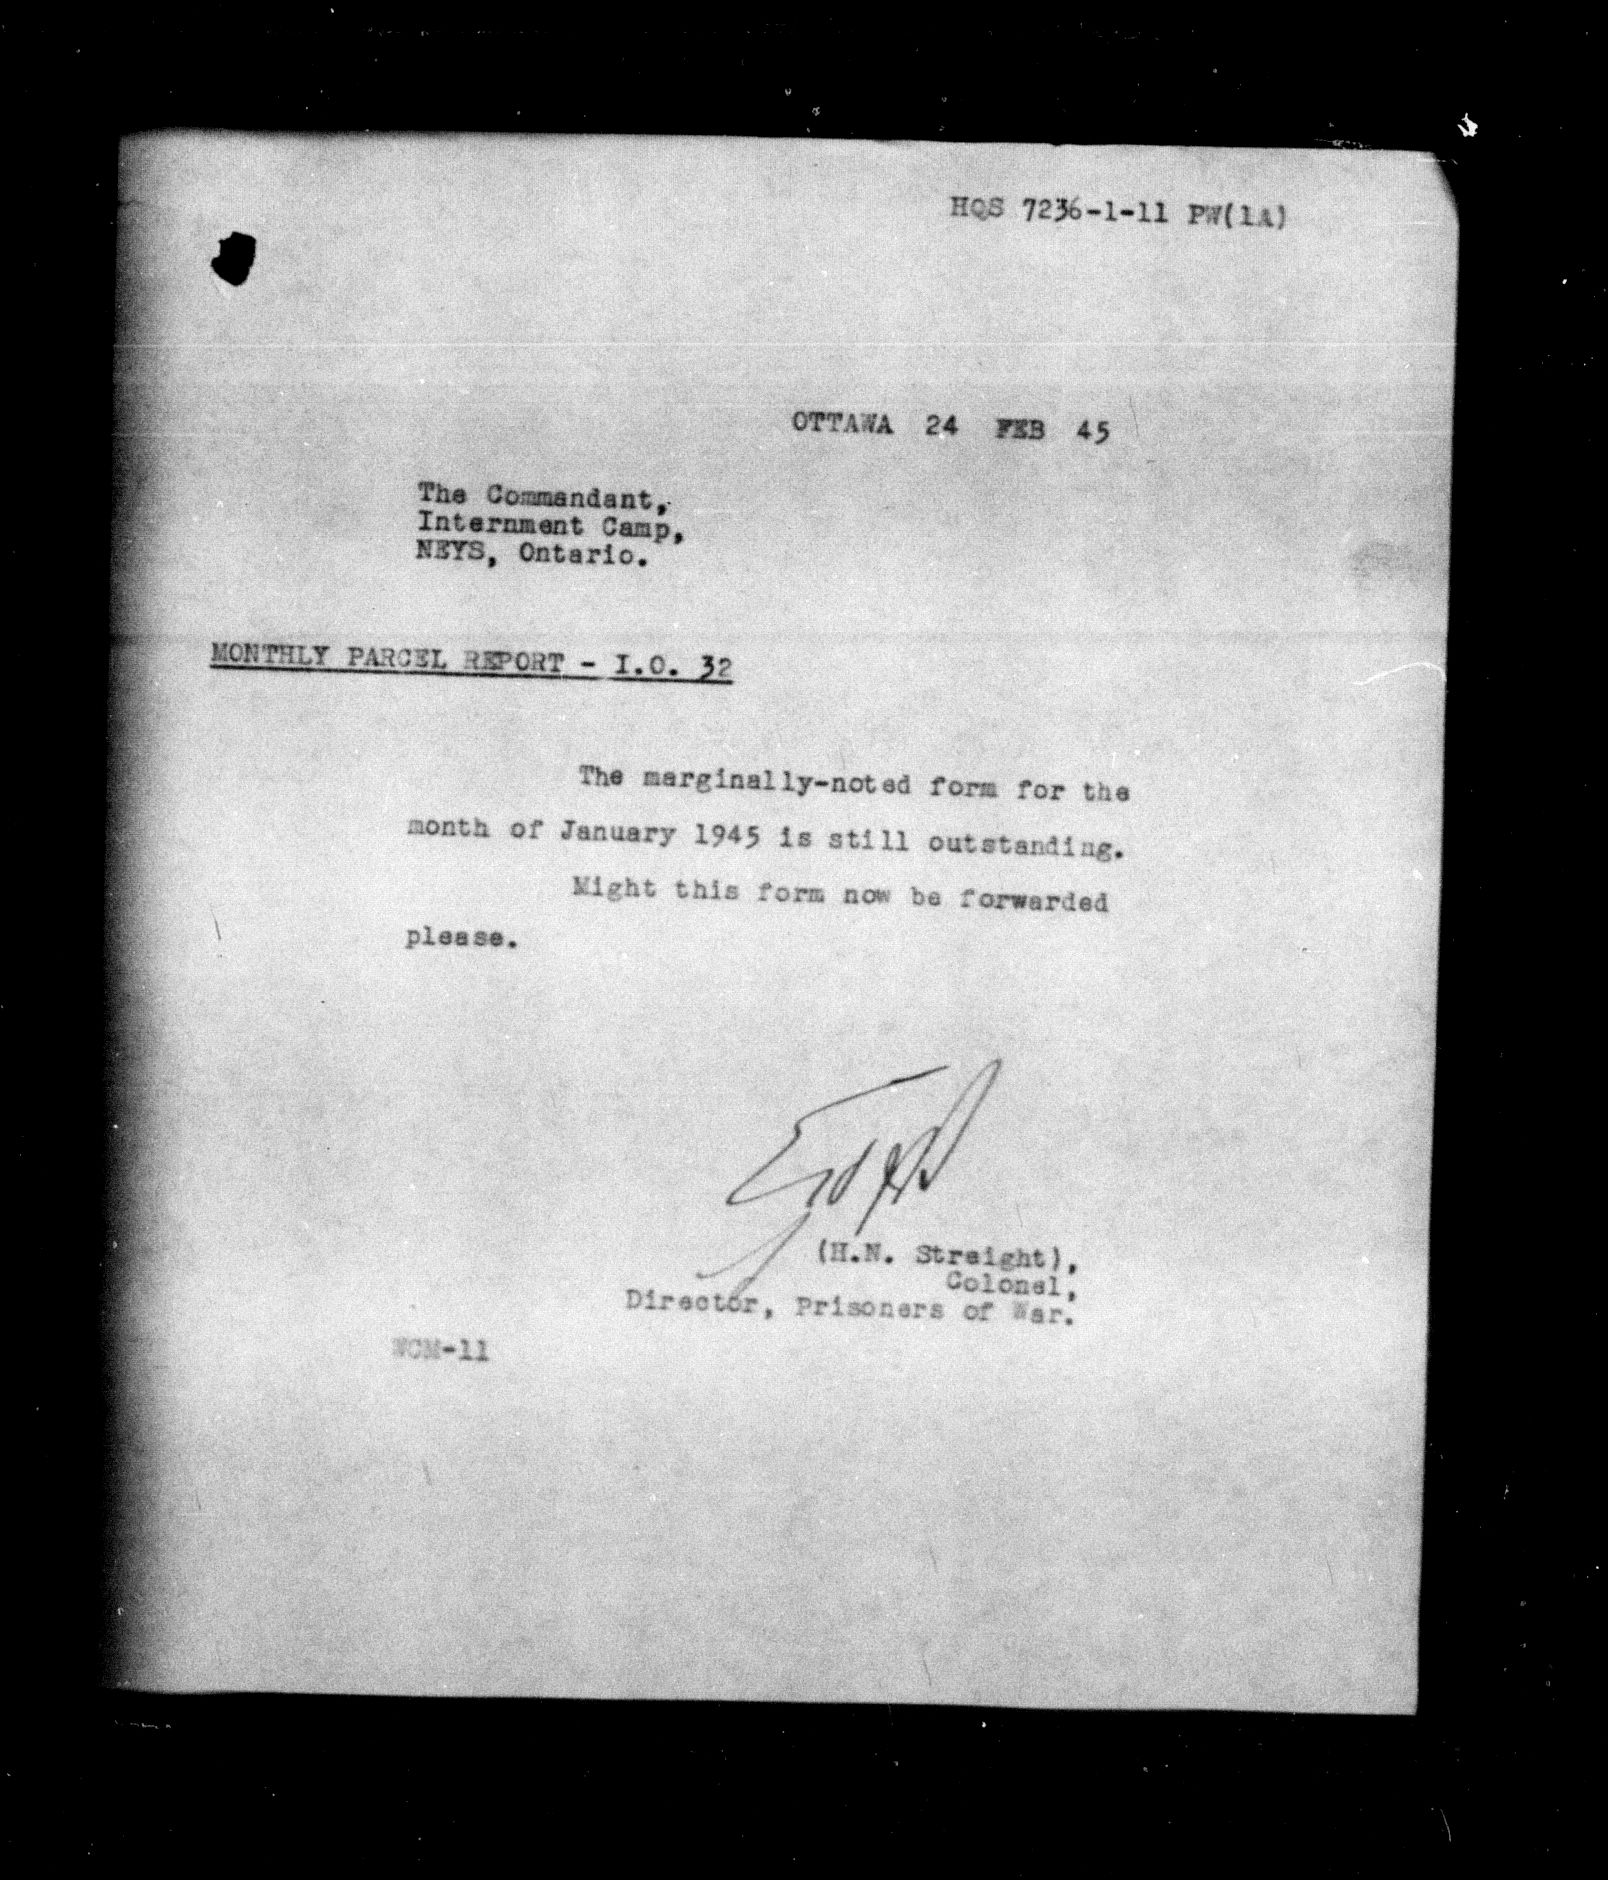 HQS 7236-1-11 PW(1A)
OTTAWA 24 FEB 45
The Commandant,
Internment Camp,
NEYS, Ontario.
MONTHLY PARCEL REPORT - I.O. 32
The marginally-noted form for the
month of January 1945 is still outstanding.
Might this form now be forwarded
please.
(H.N. Streight),
Colonel,
Director, Prisoners of War.
WCM-11